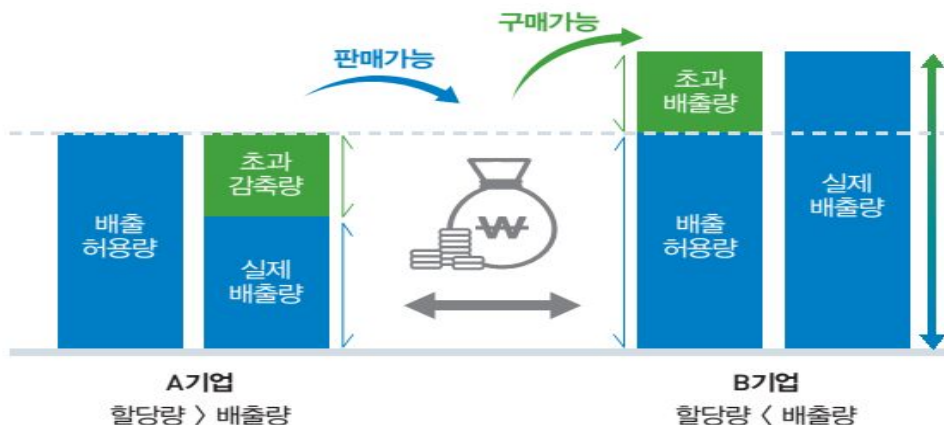 판매가능
구매가능
배출
허용량
초과
감축량
실제
배출량
₩
초과
배출량
배출
허용량
실제
배출량
A기업
할당량 > 배출량
B기업
할당량 < 배출량